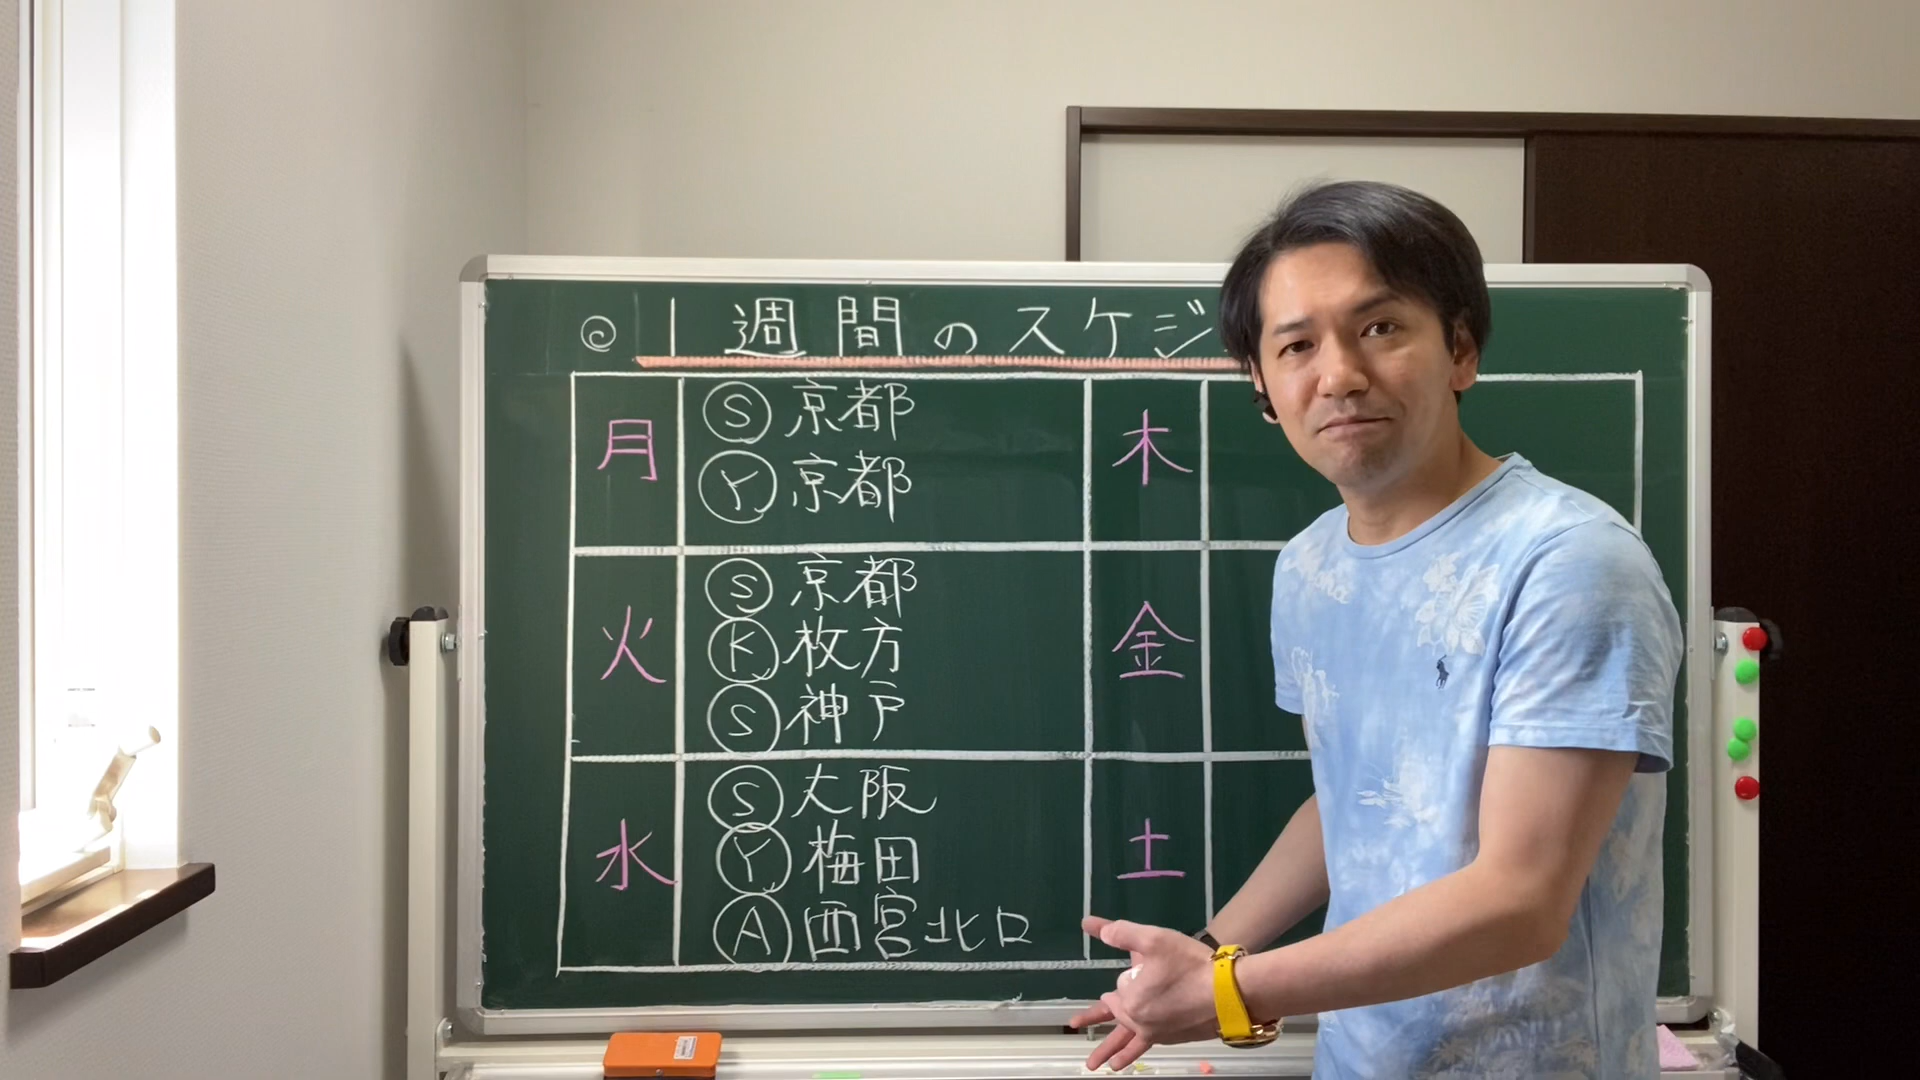 ◎1週間のスケジ
月
Ⓢ京都
Ⓨ京都
火
Ⓢ京都
Ⓚ枚方
Ⓢ神戸
水
Ⓢ大阪
Ⓨ梅田
Ⓐ西宮北口
木
金
土